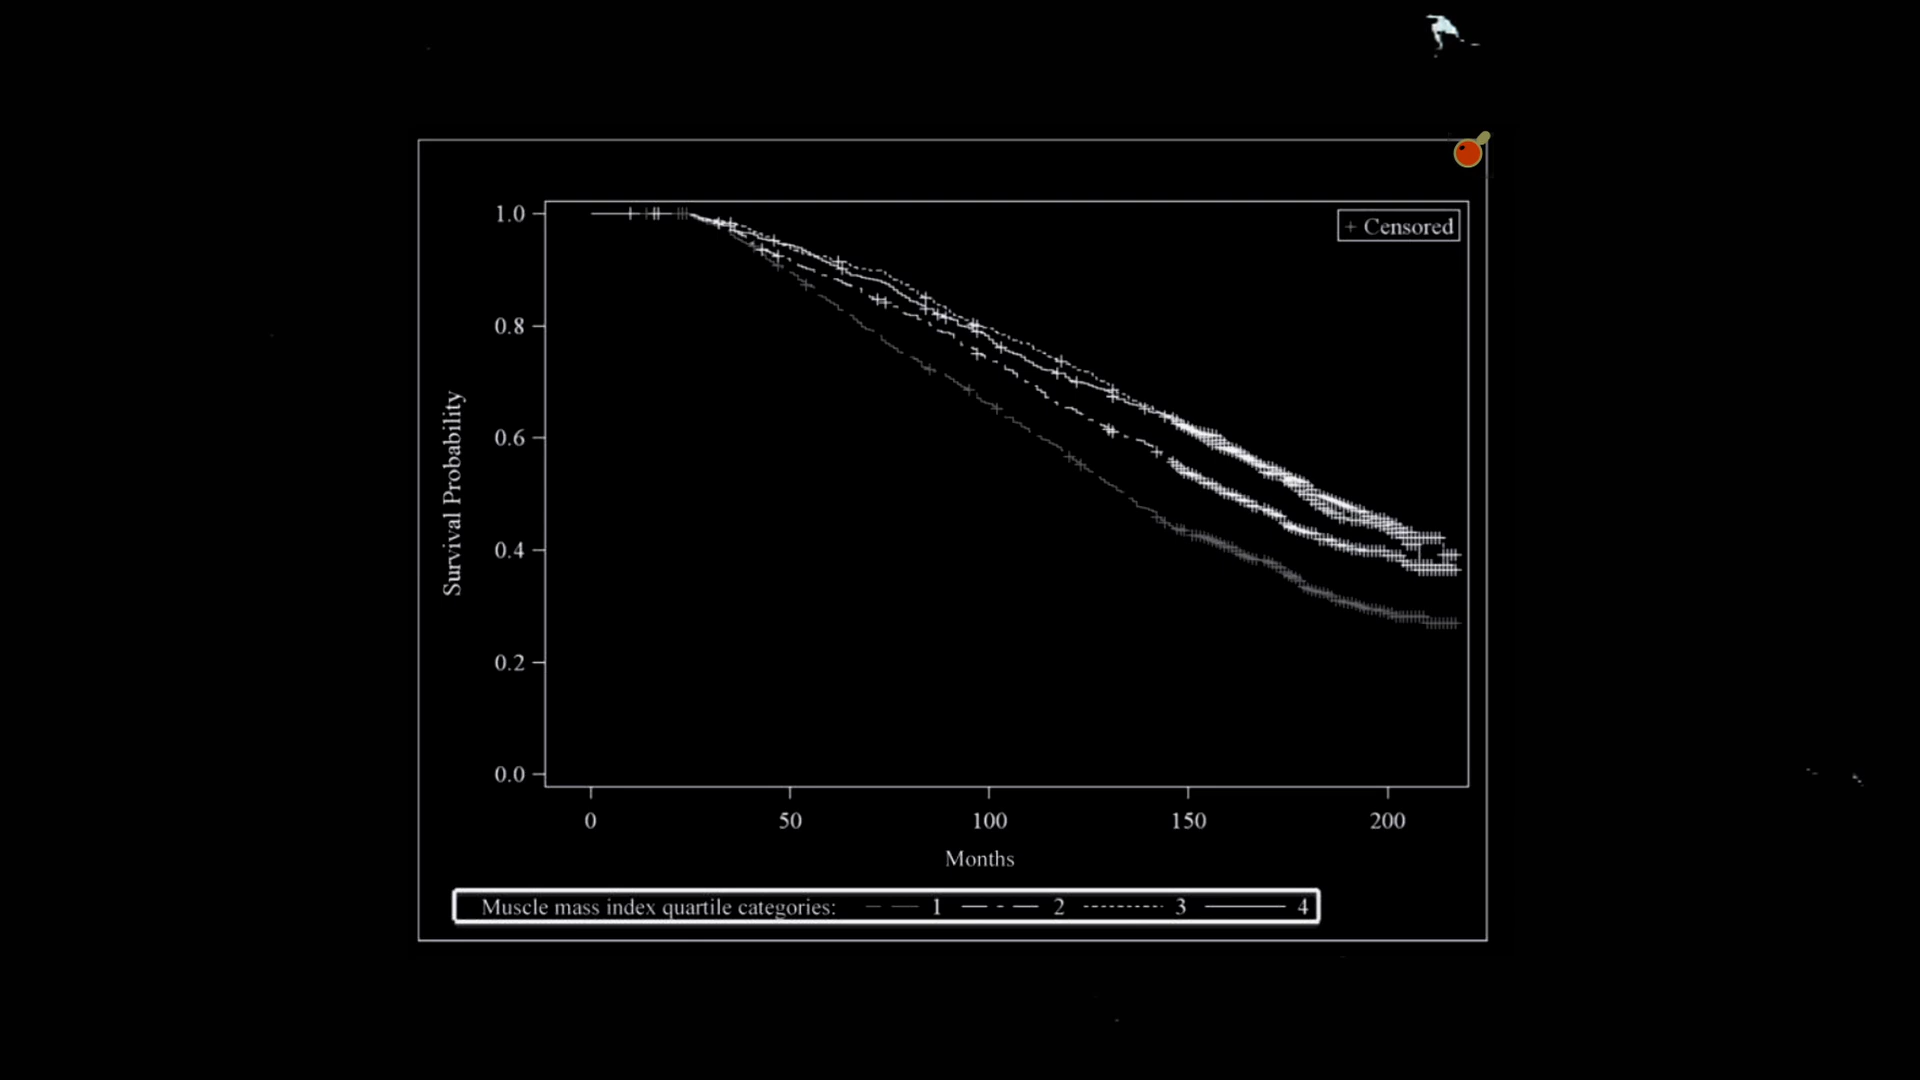 1.0
+ Censored
0.8
0.6
0.4
0.2
0.0
Survival Probability
0 50 100 150 200
Months
Muscle mass index quartile categories: 1 2 3 4